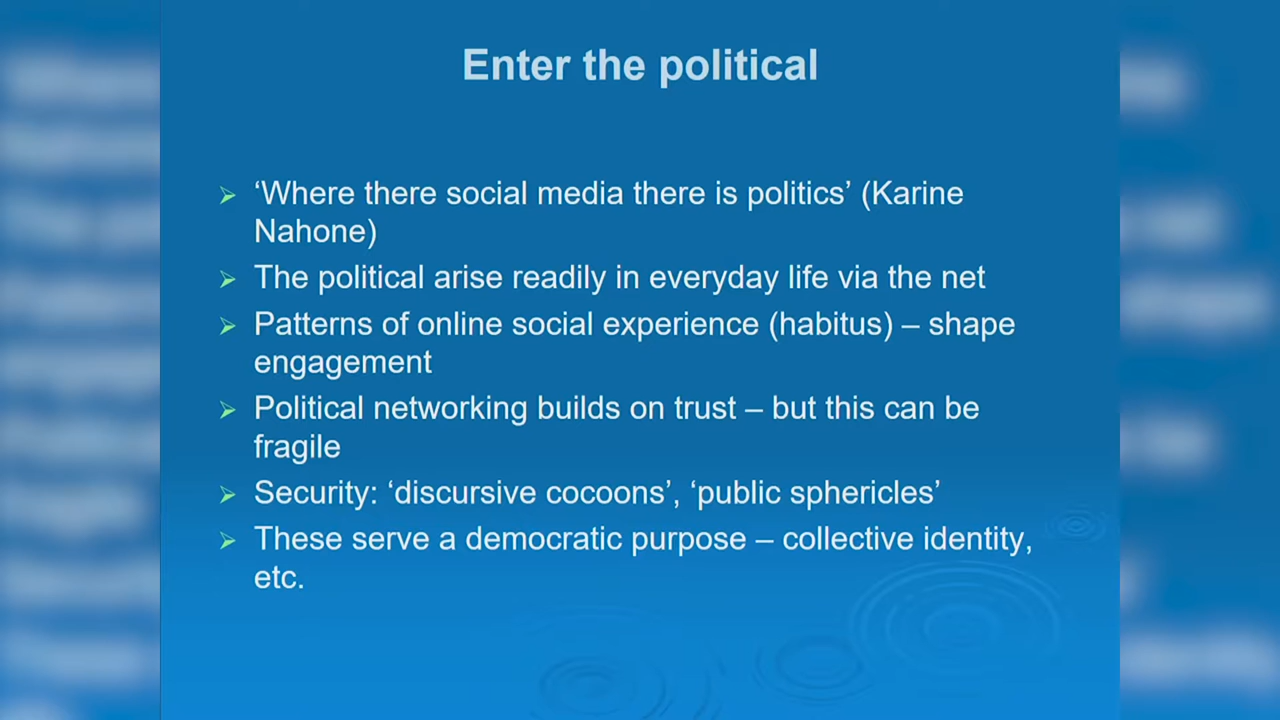 Enter the political
‘Where there social media there is politics’ (Karine
Nahone)
The political arise readily in everyday life via the net
Patterns of online social experience (habitus) – shape
engagement
Political networking builds on trust – but this can be
fragile
Security: ‘discursive cocoons’, ‘public sphericles’
These serve a democratic purpose – collective identity,
etc.